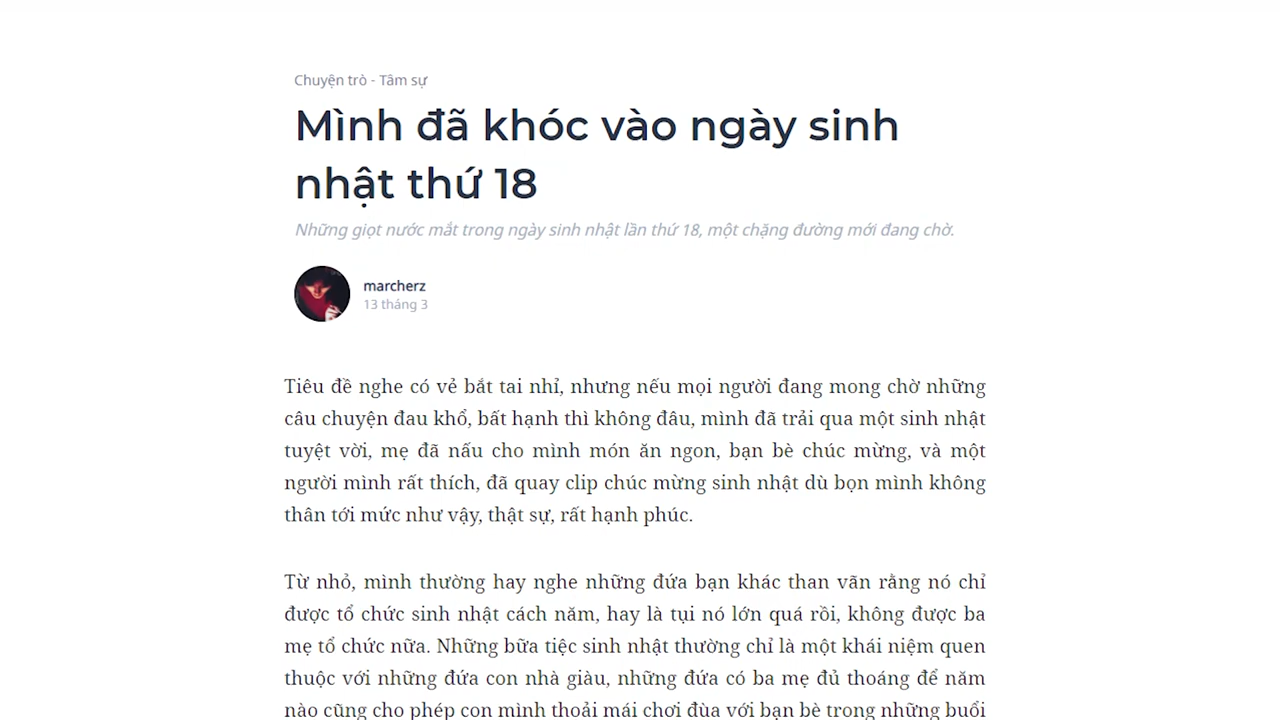 Chuyện trò - Tâm sự
Mình đã khóc vào ngày sinh
nhật thứ 18
Những giọt nước mắt trong ngày sinh nhật lần thứ 18, một chặng đường mới đang chờ.
marcherz
13 tháng 3
Tiêu đề nghe có vẻ bắt tai nhỉ, nhưng nếu mọi người đang mong chờ những
câu chuyện đau khổ, bất hạnh thì không đâu, mình đã trải qua một sinh nhật
tuyệt vời, mẹ đã nấu cho mình món ăn ngon, bạn bè chúc mừng, và một
người mình rất thích, đã quay clip chúc mừng sinh nhật dù bọn mình không
thân tới mức như vậy, thật sự, rất hạnh phúc.
Từ nhỏ, mình thường hay nghe những đứa bạn khác than vãn rằng nó chỉ
được tổ chức sinh nhật cách năm, hay là tụi nó lớn quá rồi, không được ba
mẹ tổ chức nữa. Những bữa tiệc sinh nhật thường chỉ là một khái niệm quen
thuộc với những đứa con nhà giàu, những đứa có ba mẹ đủ thoáng để năm
nào cũng cho phép con mình thoải mái chơi đùa với bạn bè trong những buổi